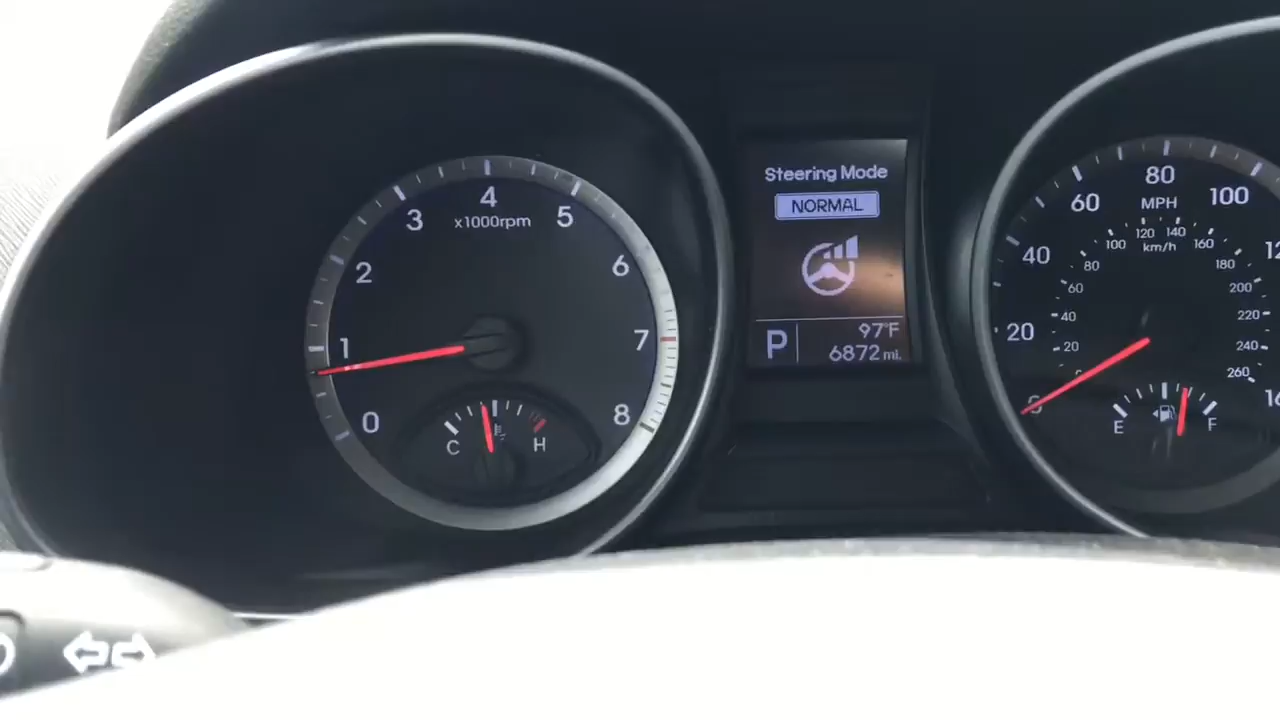 0
1
2
3
4
5
6
7
8
x1000rpm
C
H
Steering Mode
NORMAL
P
97°F
6872 mi.
20
40
60
80
100
MPH
km/h
20
40
60
80
100
120
140
160
180
200
220
240
260
E
F